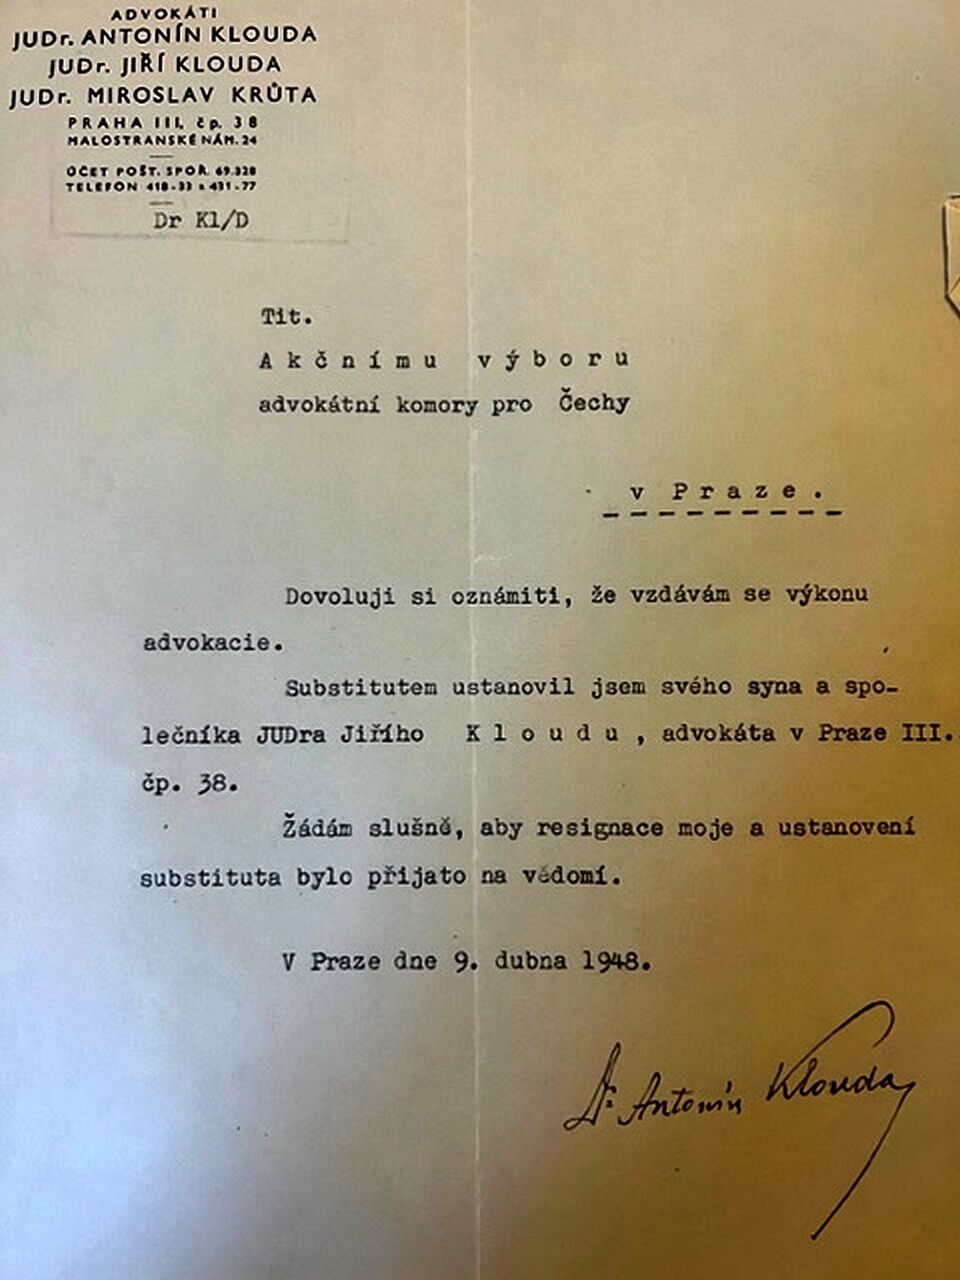 ADVOKÁTI
JUDr. ANTONÍN KLOUDA
JUDr. JIŘÍ KLOUDA
JUDr. MIROSLAV KRŮTA
PRAHA III, čp. 38
MALOSTRANSKÉ NÁM. 24
ÚČET POŠT. SPOŘ. 69.328
TELEFON 418-33 a 431-77
Dr Kl/D
Tit.
Akčnímu výboru
advokátní komory pro Čechy
v Praze.
Dovoluji si oznámiti, že vzdávám se výkonu
advokacie.
Substitutem ustanovil jsem svého syna a spo-
lečníka JUDra Jiřího Kloudu, advokáta v Praze III.
čp. 38.
Žádám slušně, aby resignace moje a ustanovení
substituta bylo přijato na vědomí.
V Praze dne 9. dubna 1948.
Dr Antonín Klouda